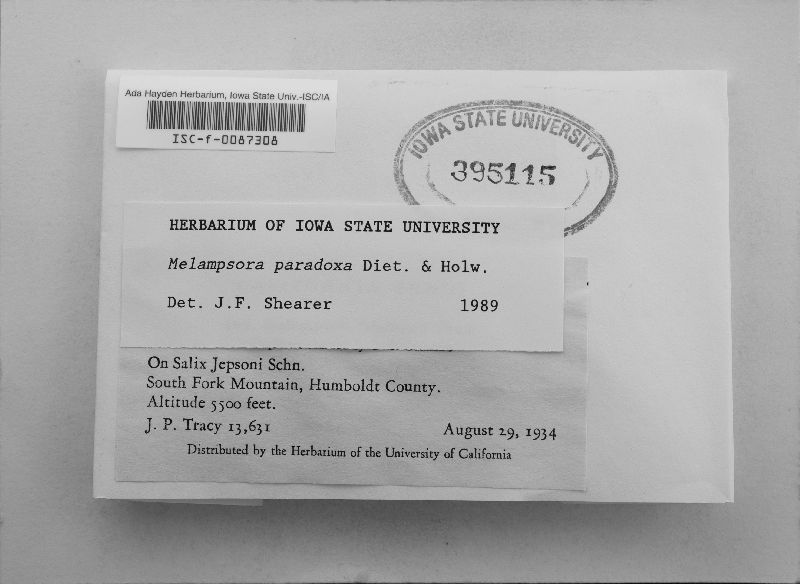 Ada Hayden Herbarium, Iowa State Univ.-ISC/IA
ISC-f-0087308
IOWA STATE UNIVERSITY
395115
HERBARIUM OF IOWA STATE UNIVERSITY
Melampsora paradoxa Diet. & Holw.
Det. J.F. Shearer 1989
On Salix Jepsoni Schn.
South Fork Mountain, Humboldt County.
Altitude 5500 feet.
J. P. Tracy 13,631 August 29, 1934
Distributed by the Herbarium of the University of California